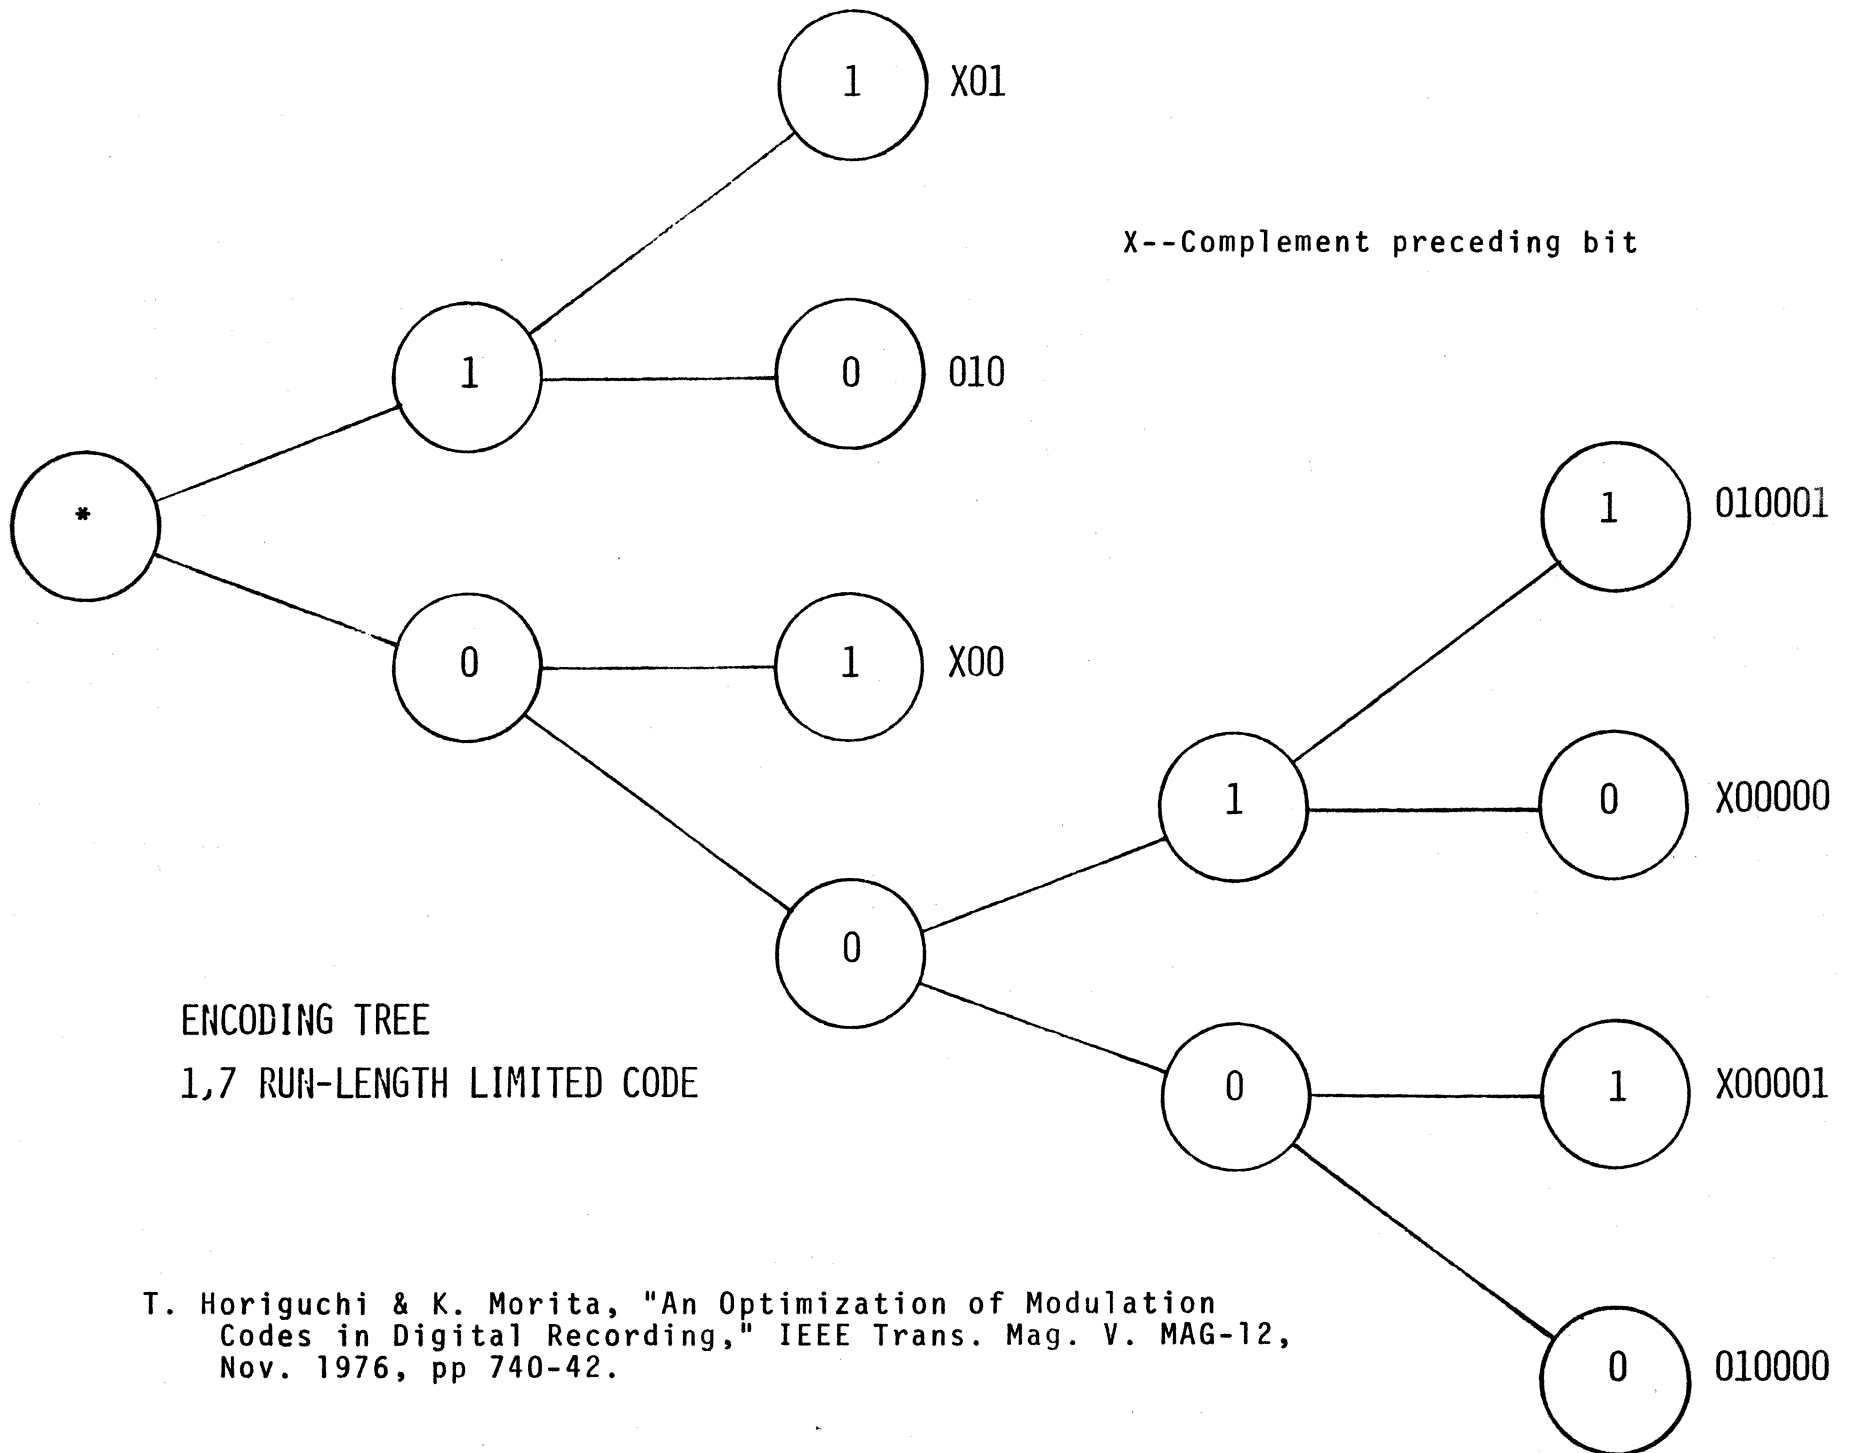 1 X01
X--Complement preceding bit
1
0 010
*
1 010001
0
1 X00
1
0 X00000
0
ENCODING TREE
1,7 RUN-LENGTH LIMITED CODE
0
1 X00001
T. Horiguchi & K. Morita, "An Optimization of Modulation
Codes in Digital Recording," IEEE Trans. Mag. V. MAG-12,
Nov. 1976, pp 740-42.
0 010000